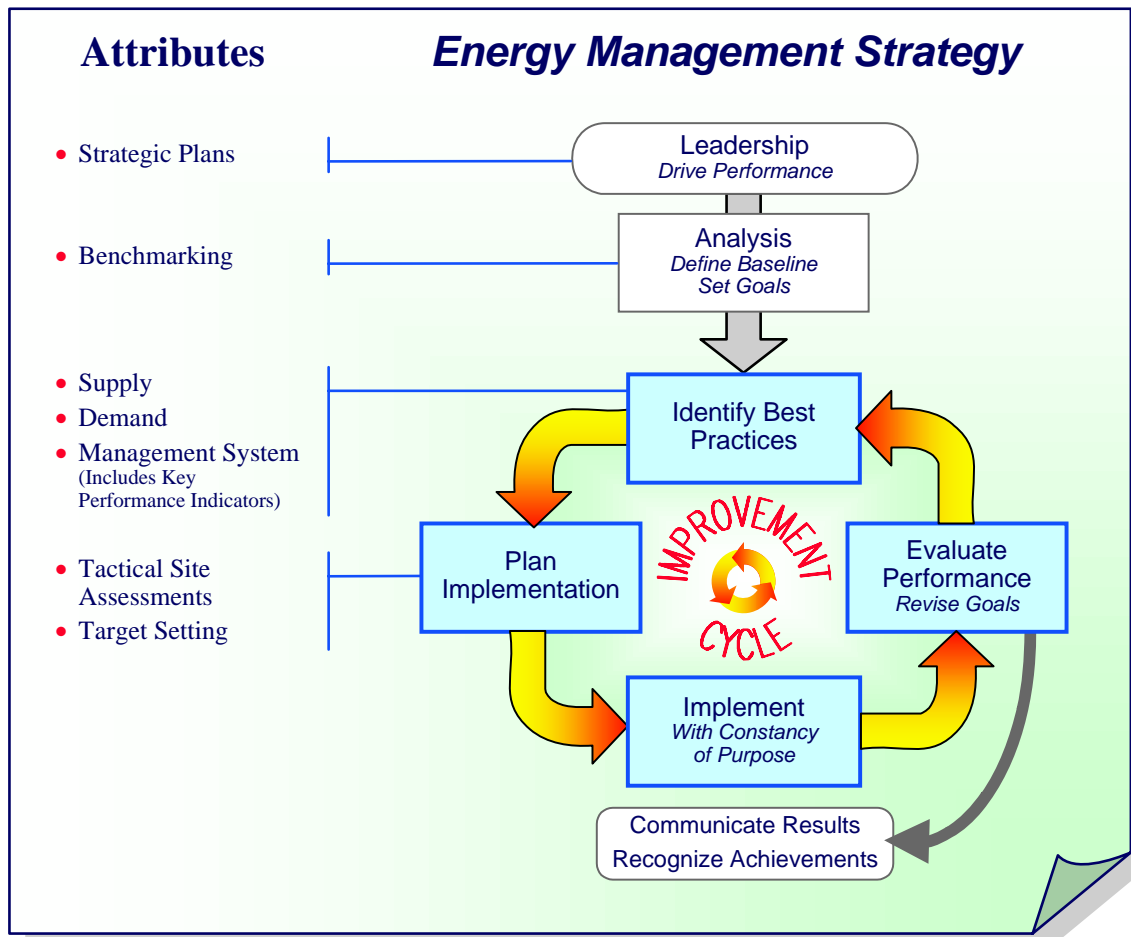 Attributes
Energy Management Strategy
• Strategic Plans
Leadership
Drive Performance
• Benchmarking
Analysis
Define Baseline
Set Goals
• Supply
• Demand
• Management System
(Includes Key
Performance Indicators)
Identify Best
Practices
• Tactical Site
Assessments
• Target Setting
Plan
Implementation
IMPROVEMENT
CYCLE
Evaluate
Performance
Revise Goals
Implement
With Constancy
of Purpose
Communicate Results
Recognize Achievements